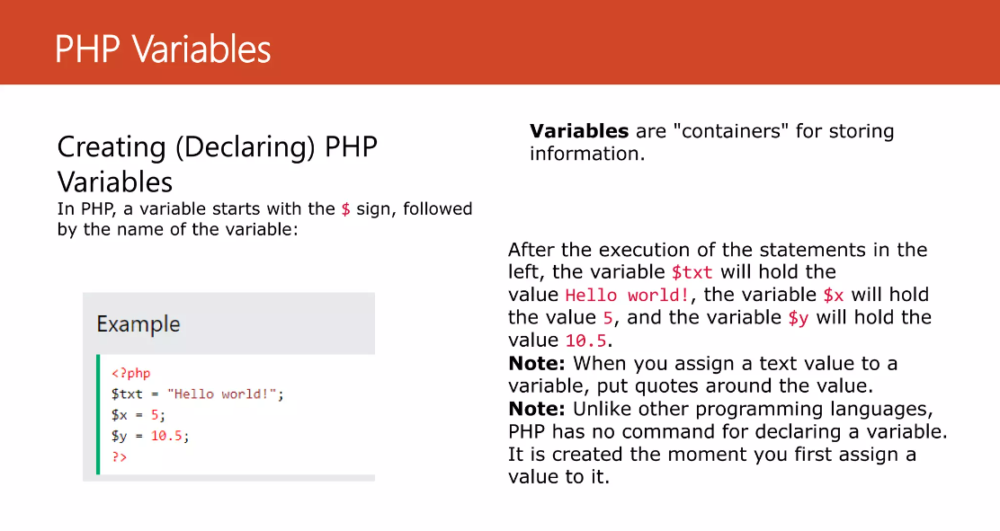 PHP Variables
Creating (Declaring) PHP
Variables
In PHP, a variable starts with the $ sign, followed
by the name of the variable:
Example
<?php
$txt = "Hello world!";
$x = 5;
$y = 10.5;
?>
Variables are "containers" for storing
information.
After the execution of the statements in the
left, the variable $txt will hold the
value Hello world!, the variable $x will hold
the value 5, and the variable $y will hold the
value 10.5.
Note: When you assign a text value to a
variable, put quotes around the value.
Note: Unlike other programming languages,
PHP has no command for declaring a variable.
It is created the moment you first assign a
value to it.